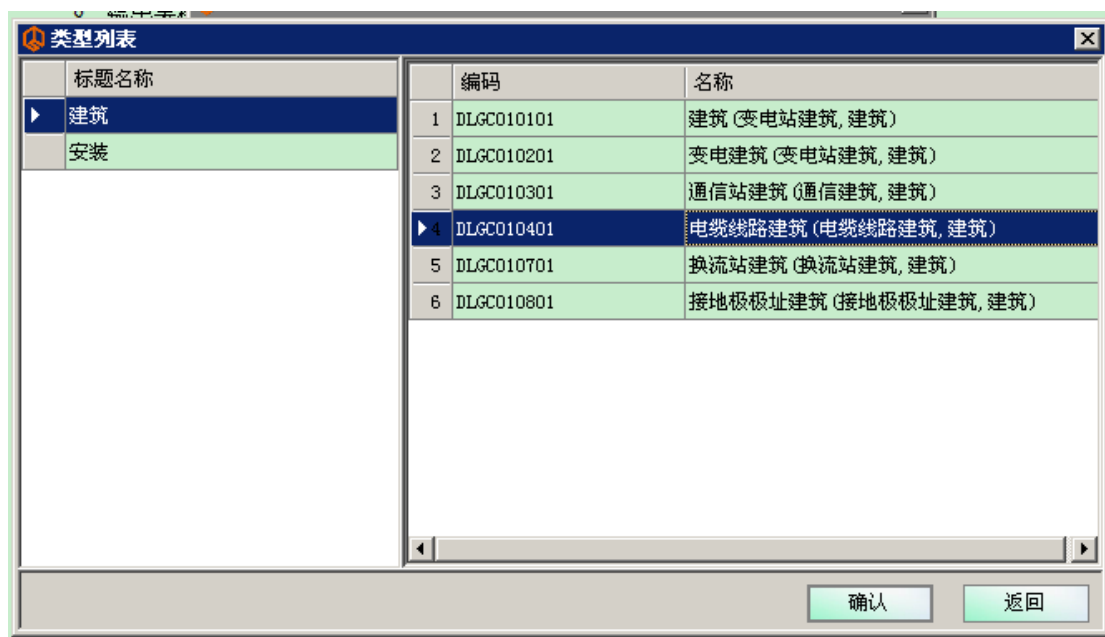 类型列表
标题名称
建筑
安装
编码 名称
1 DLGC010101 建筑(变电站建筑,建筑)
2 DLGC010201 变电建筑(变电站建筑,建筑)
3 DLGC010301 通信站建筑(通信建筑,建筑)
4 DLGC010401 电缆线路建筑(电缆线路建筑,建筑)
5 DLGC010701 换流站建筑(换流站建筑,建筑)
6 DLGC010801 接地极极址建筑(接地极极址建筑,建筑)
确认 返回